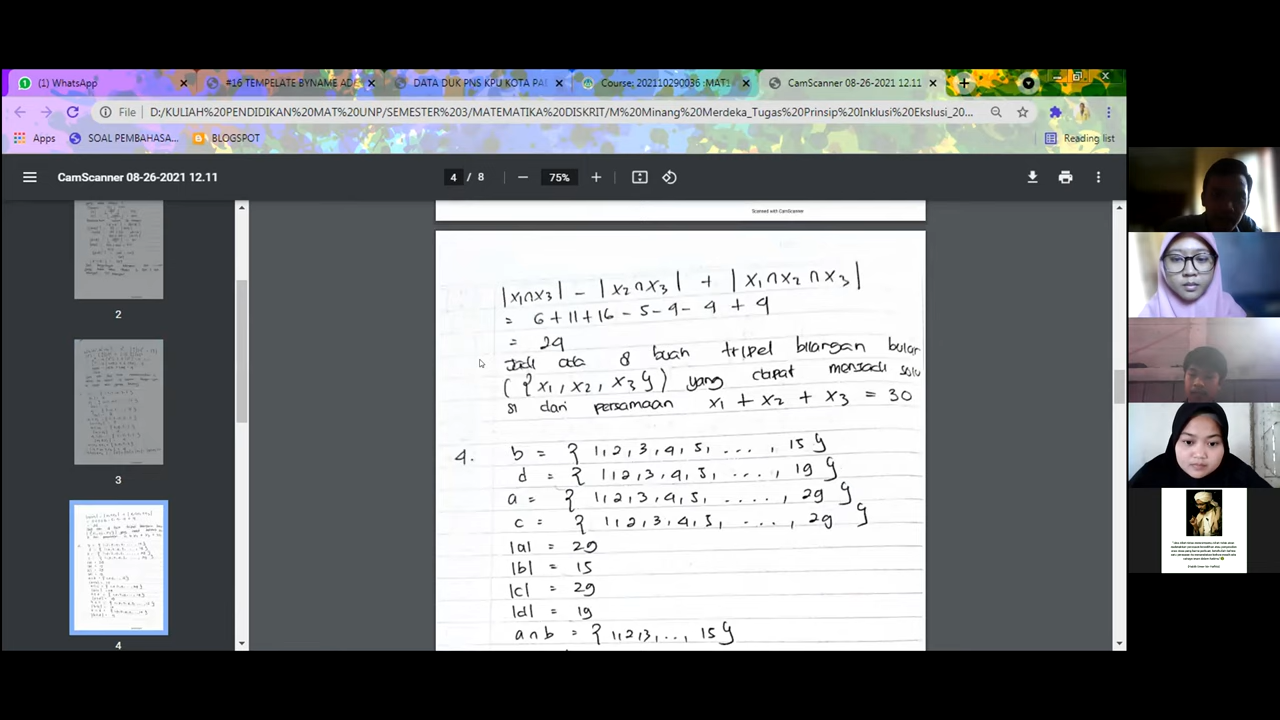 (1) WhatsApp
#16 TEMPELATE BYNAME ADE
DATA DUK PNS KPU KOTA PA
Course: 202110290036 :MAT1
CamScanner 08-26-2021 12.11
File
D:/KULIAH%20PENDIDIKAN%20MAT%20UNP/SEMESTER%203/MATEMATIKA%20DISKRIT/M%20Minang%20Merdeka_Tugas%20Prinsip%20Inklusi%20Ekslusi_20...
Apps
SOAL PEMBAHASA...
BLOGSPOT
Reading list
CamScanner 08-26-2021 12.11
4 / 8
75%
2
3
4
Scanned with CamScanner
|x1∩x3| - |x2∩x3| + |x1∩x2∩x3|
= 6+11+16-5-4-4+9
= 29
Jadi ada 8 buah tripel bilangan bular
({x1, x2, x3}) yang dapat menjadi solu
si dari persamaan x1 + x2 + x3 = 30
4. b = {1,2,3,4,5, ...., 15}
d = {1,2,3,4,5, ...., 19}
a = {1,2,3,4,5, ....., 29}
c = {1,2,3,4,5, ...., 29}
|a| = 29
|b| = 15
|c| = 29
|d| = 19
a∩b = {1,2,3, ..., 15}